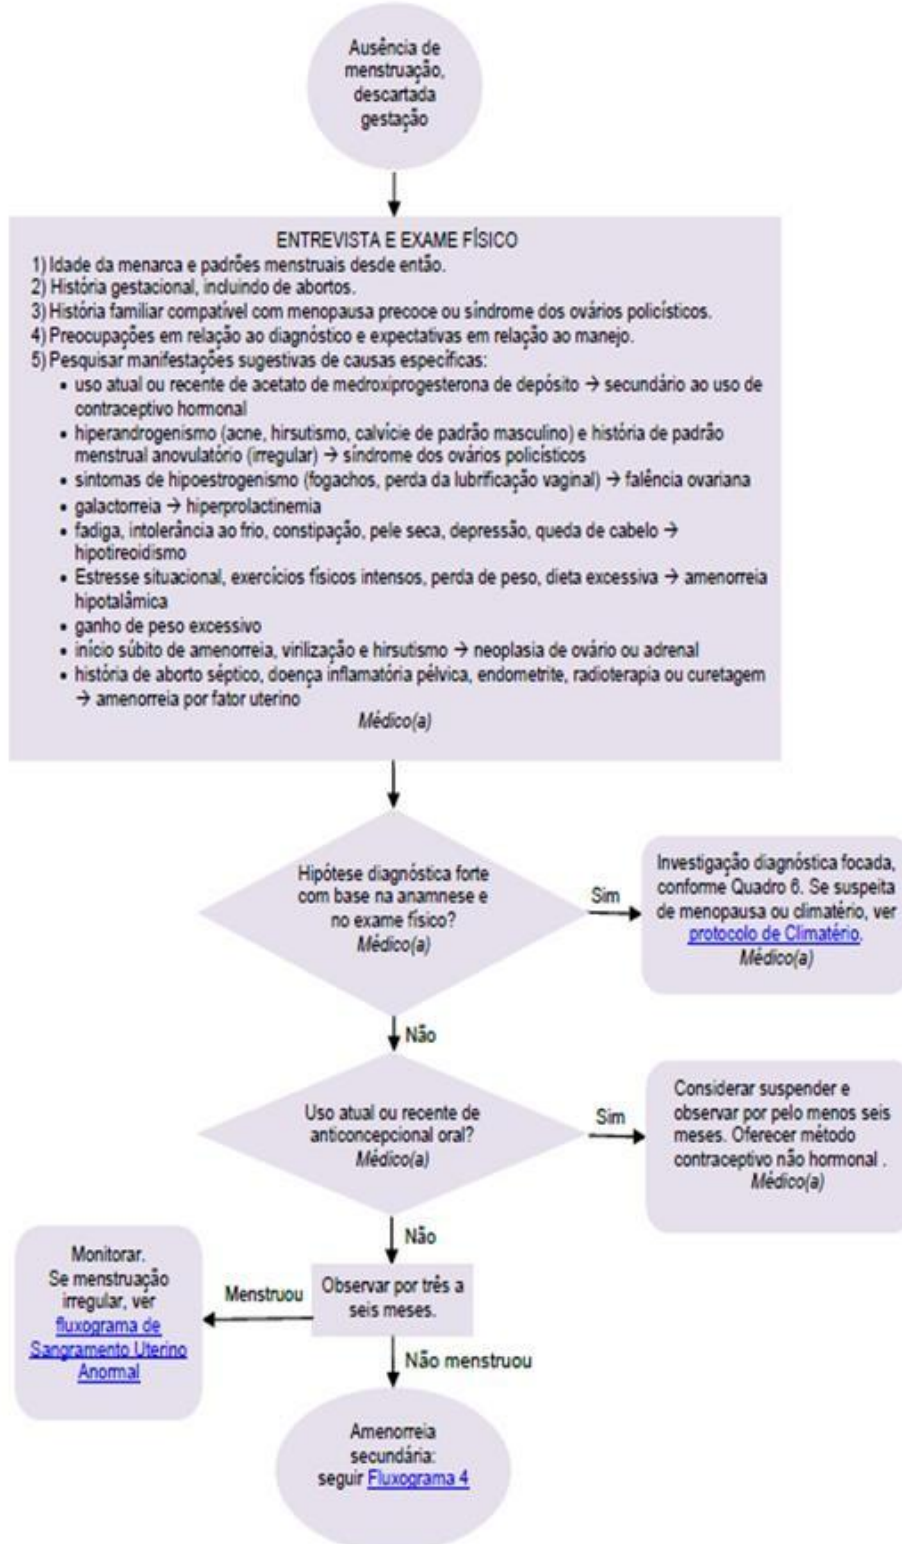 Ausência de
menstruação,
descartada
gestação
ENTREVISTA E EXAME FÍSICO
1) Idade da menarca e padrões menstruais desde então.
2) História gestacional, incluindo de abortos.
3) História familiar compatível com menopausa precoce ou síndrome dos ovários policísticos.
4) Preocupações em relação ao diagnóstico e expectativas em relação ao manejo.
5) Pesquisar manifestações sugestivas de causas específicas:
• uso atual ou recente de acetato de medroxiprogesterona de depósito → secundário ao uso de
contraceptivo hormonal
• hiperandrogenismo (acne, hirsutismo, calvície de padrão masculino) e história de padrão
menstrual anovulatório (irregular) → síndrome dos ovários policísticos
• sintomas de hipoestrogenismo (fogachos, perda da lubrificação vaginal) → falência ovariana
• galactorreia → hiperprolactinemia
• fadiga, intolerância ao frio, constipação, pele seca, depressão, queda de cabelo →
hipotireoidismo
• Estresse situacional, exercícios físicos intensos, perda de peso, dieta excessiva → amenorreia
hipotalâmica
• ganho de peso excessivo
• início súbito de amenorreia, virilização e hirsutismo → neoplasia de ovário ou adrenal
• história de aborto séptico, doença inflamatória pélvica, endometrite, radioterapia ou curetagem
→ amenorreia por fator uterino
Médico(a)
Hipótese diagnóstica forte
com base na anamnese e
no exame físico?
Médico(a)
Sim
Investigação diagnóstica focada,
conforme Quadro 6. Se suspeita
de menopausa ou climatério, ver
protocolo de Climatério.
Médico(a)
Não
Uso atual ou recente de
anticoncepcional oral?
Médico(a)
Sim
Considerar suspender e
observar por pelo menos seis
meses. Oferecer método
contraceptivo não hormonal .
Médico(a)
Não
Observar por três a
seis meses.
Menstruou
Monitorar.
Se menstruação
irregular, ver
fluxograma de
Sangramento Uterino
Anormal
Não menstruou
Amenorreia
secundária:
seguir Fluxograma 4